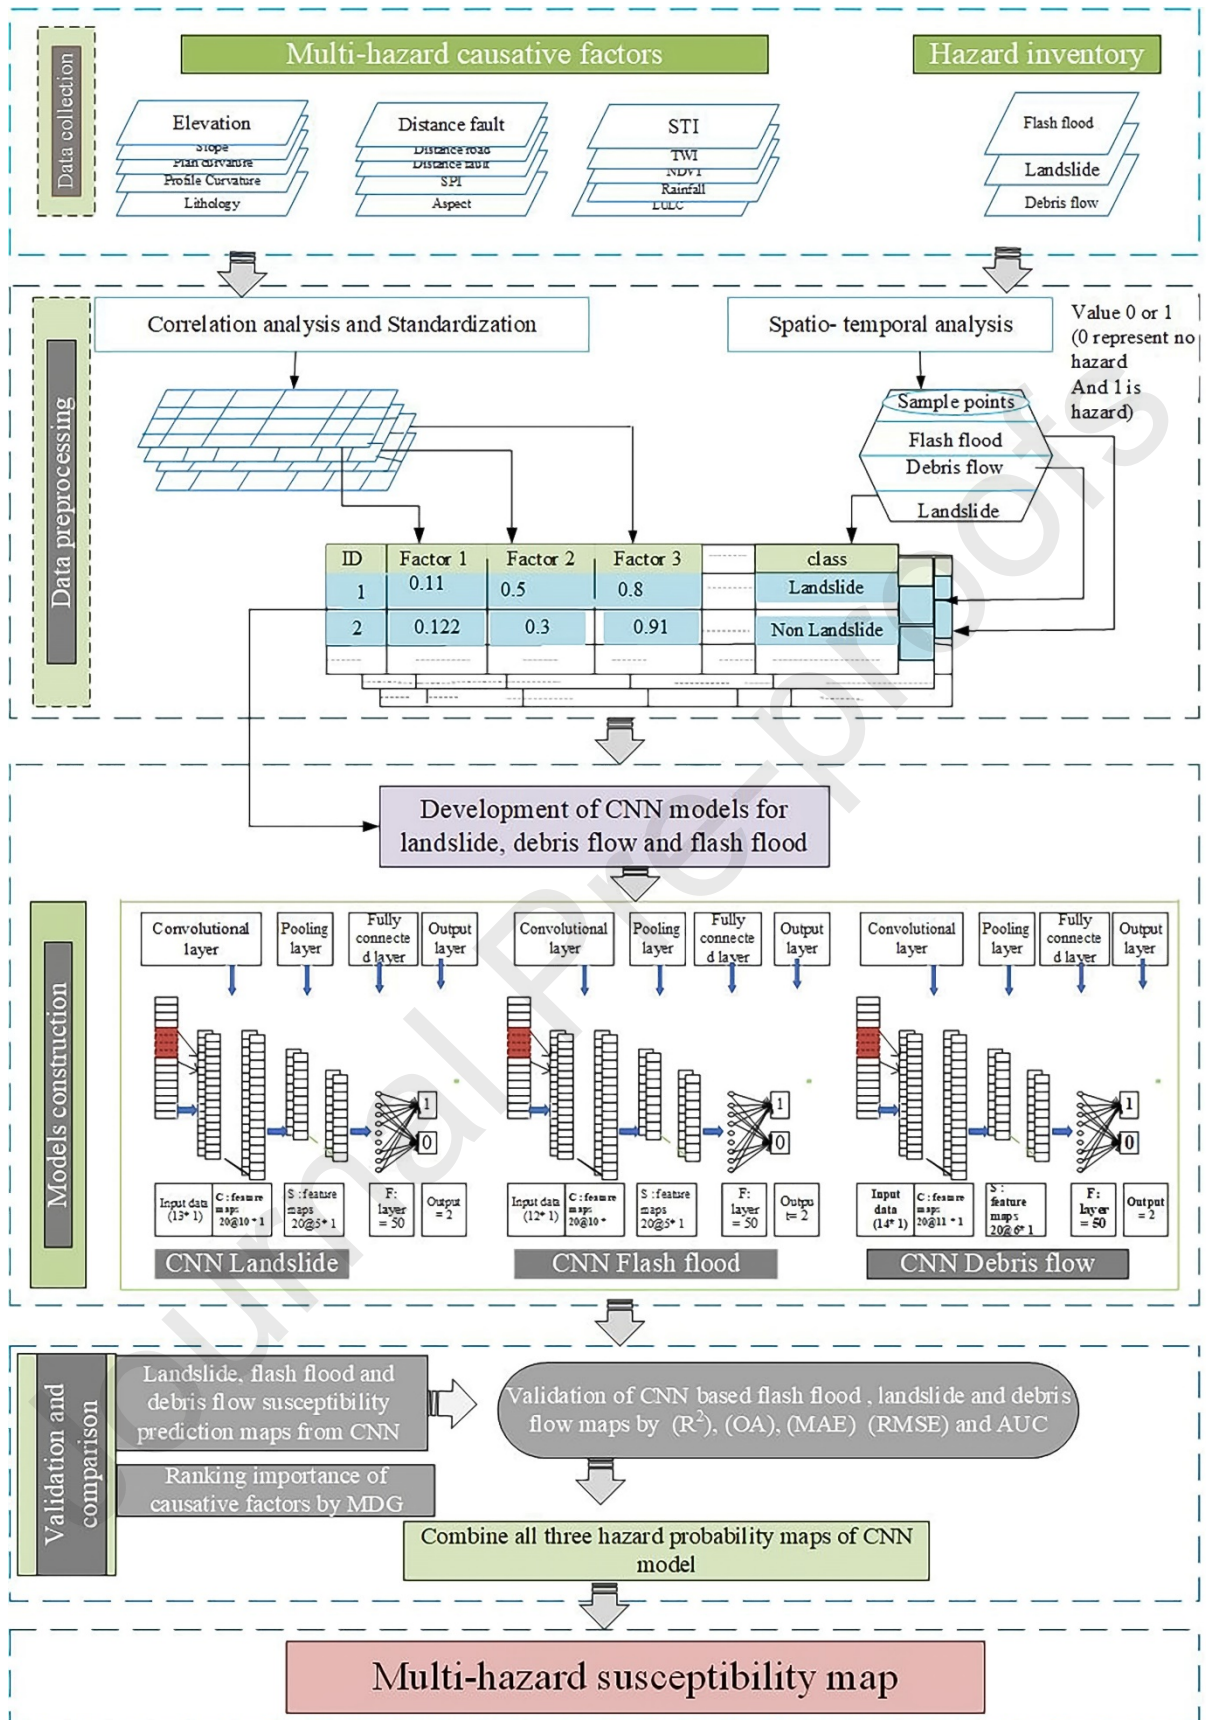 Data collection
Multi-hazard causative factors
Hazard inventory
Elevation
Slope
Plan curvature
Profile Curvature
Lithology
Distance fault
Distance road
Distance fault
SPI
Aspect
STI
TWI
NDVI
Rainfall
LULC
Flash flood
Landslide
Debris flow
Data preprocessing
Correlation analysis and Standardization
Spatio- temporal analysis
Value 0 or 1
(0 represent no
hazard
And 1 is
hazard)
Sample points
Flash flood
Debris flow
Landslide
ID Factor 1 Factor 2 Factor 3 class
1 0.11 0.5 0.8 Landslide
2 0.122 0.3 0.91 Non Landslide
Development of CNN models for
landslide, debris flow and flash flood
Models construction
Convolutional
layer
Pooling
layer
Fully
connecte
d layer
Output
layer
1
0
Input data
(13* 1)
C : feature
maps
20@10 * 1
S : feature
maps
20@5* 1
F:
layer
= 50
Output
= 2
CNN Landslide
Convolutional
layer
Pooling
layer
Fully
connecte
d layer
Output
layer
1
0
Input data
(12* 1)
C : feature
maps
20@10 *
S : feature
maps
20@5* 1
F:
layer
= 50
Outpu
t= 2
CNN Flash flood
Convolutional
layer
Pooling
layer
Fully
connecte
d layer
Output
layer
1
0
Input
data
(14* 1)
C : feature
maps
20@11 * 1
S :
feature
maps
20@6* 1
F:
layer
= 50
Output
= 2
CNN Debris flow
Validation and
comparison
Landslide, flash flood and
debris flow susceptibility
prediction maps from CNN
Ranking importance of
causative factors by MDG
Validation of CNN based flash flood , landslide and debris
flow maps by (R²), (OA), (MAE) (RMSE) and AUC
Combine all three hazard probability maps of CNN
model
Multi-hazard susceptibility map
Journal Pre-proofs